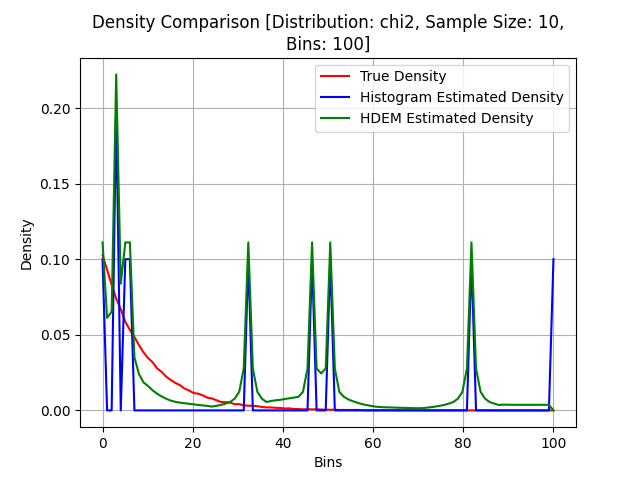 Density Comparison [Distribution: chi2, Sample Size: 10,
Bins: 100]
True Density
Histogram Estimated Density
HDEM Estimated Density
Density
0.20
0.15
0.10
0.05
0.00
0 20 40 60 80 100
Bins